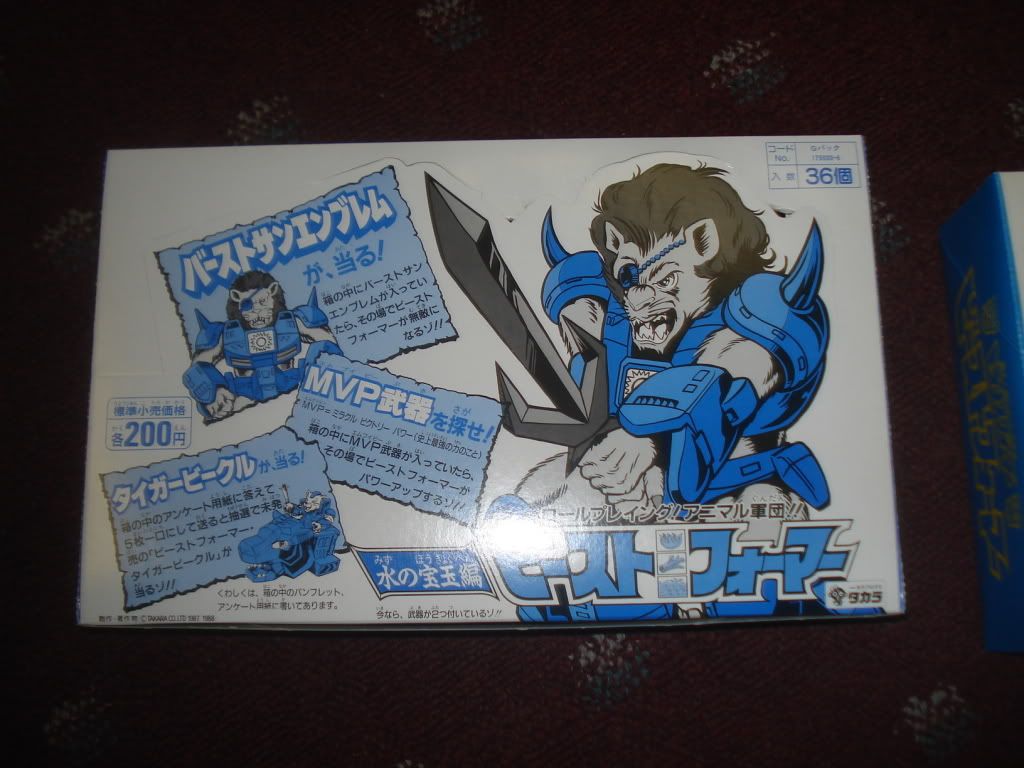 コード No.
Gパック
入数 36個
バーストサンエンブレム
が、当る!
箱の中にバーストサン
エンブレムが入ってい
たら、その場でビースト
フォーマーが無敵に
なるゾ!!
標準小売価格
各200円
MVP武器を探せ!
MVP=ミラクル ビクトリー パワー(史上最強の力のこと)
箱の中にMVP武器が入っていたら、
その場でビーストフォーマーが
パワーアップするゾ!!
タイガービークルが、当る!
箱の中のアンケート用紙に答えて
5枚一口にして送ると抽選で未発
売の「ビーストフォーマー・
タイガービークル」が
当るゾ!!
くわしくは、箱の中のパンフレット、
アンケート用紙に書いてあります。
ロールプレイング!アニマル軍団!!
水の宝玉編
ビーストフォーマー
今なら、武器が2つ付いているゾ!!
タカラ
制作・著作 ©TAKARA CO.,LTD 1987 1988